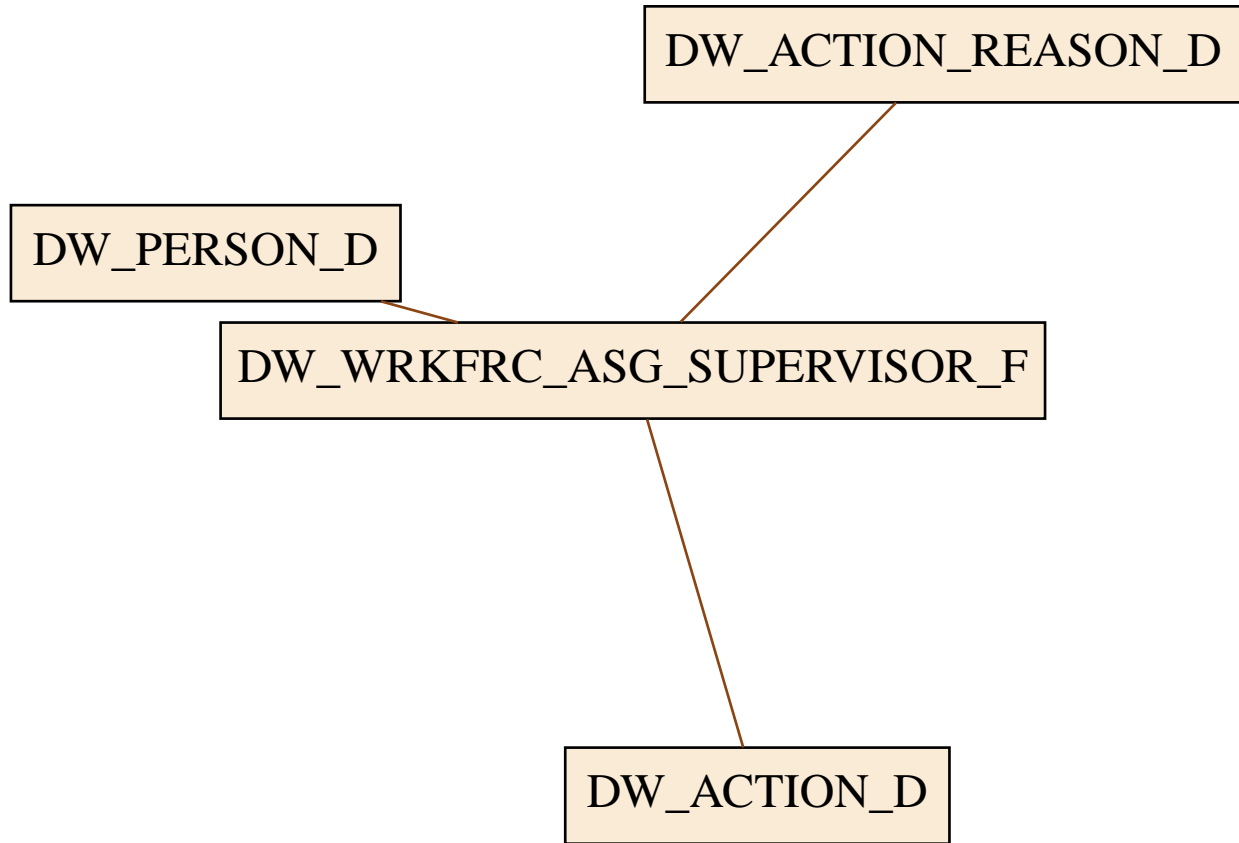 DW_ACTION_REASON_D
DW_PERSON_D
DW_WRKFRC_ASG_SUPERVISOR_F
DW_ACTION_D